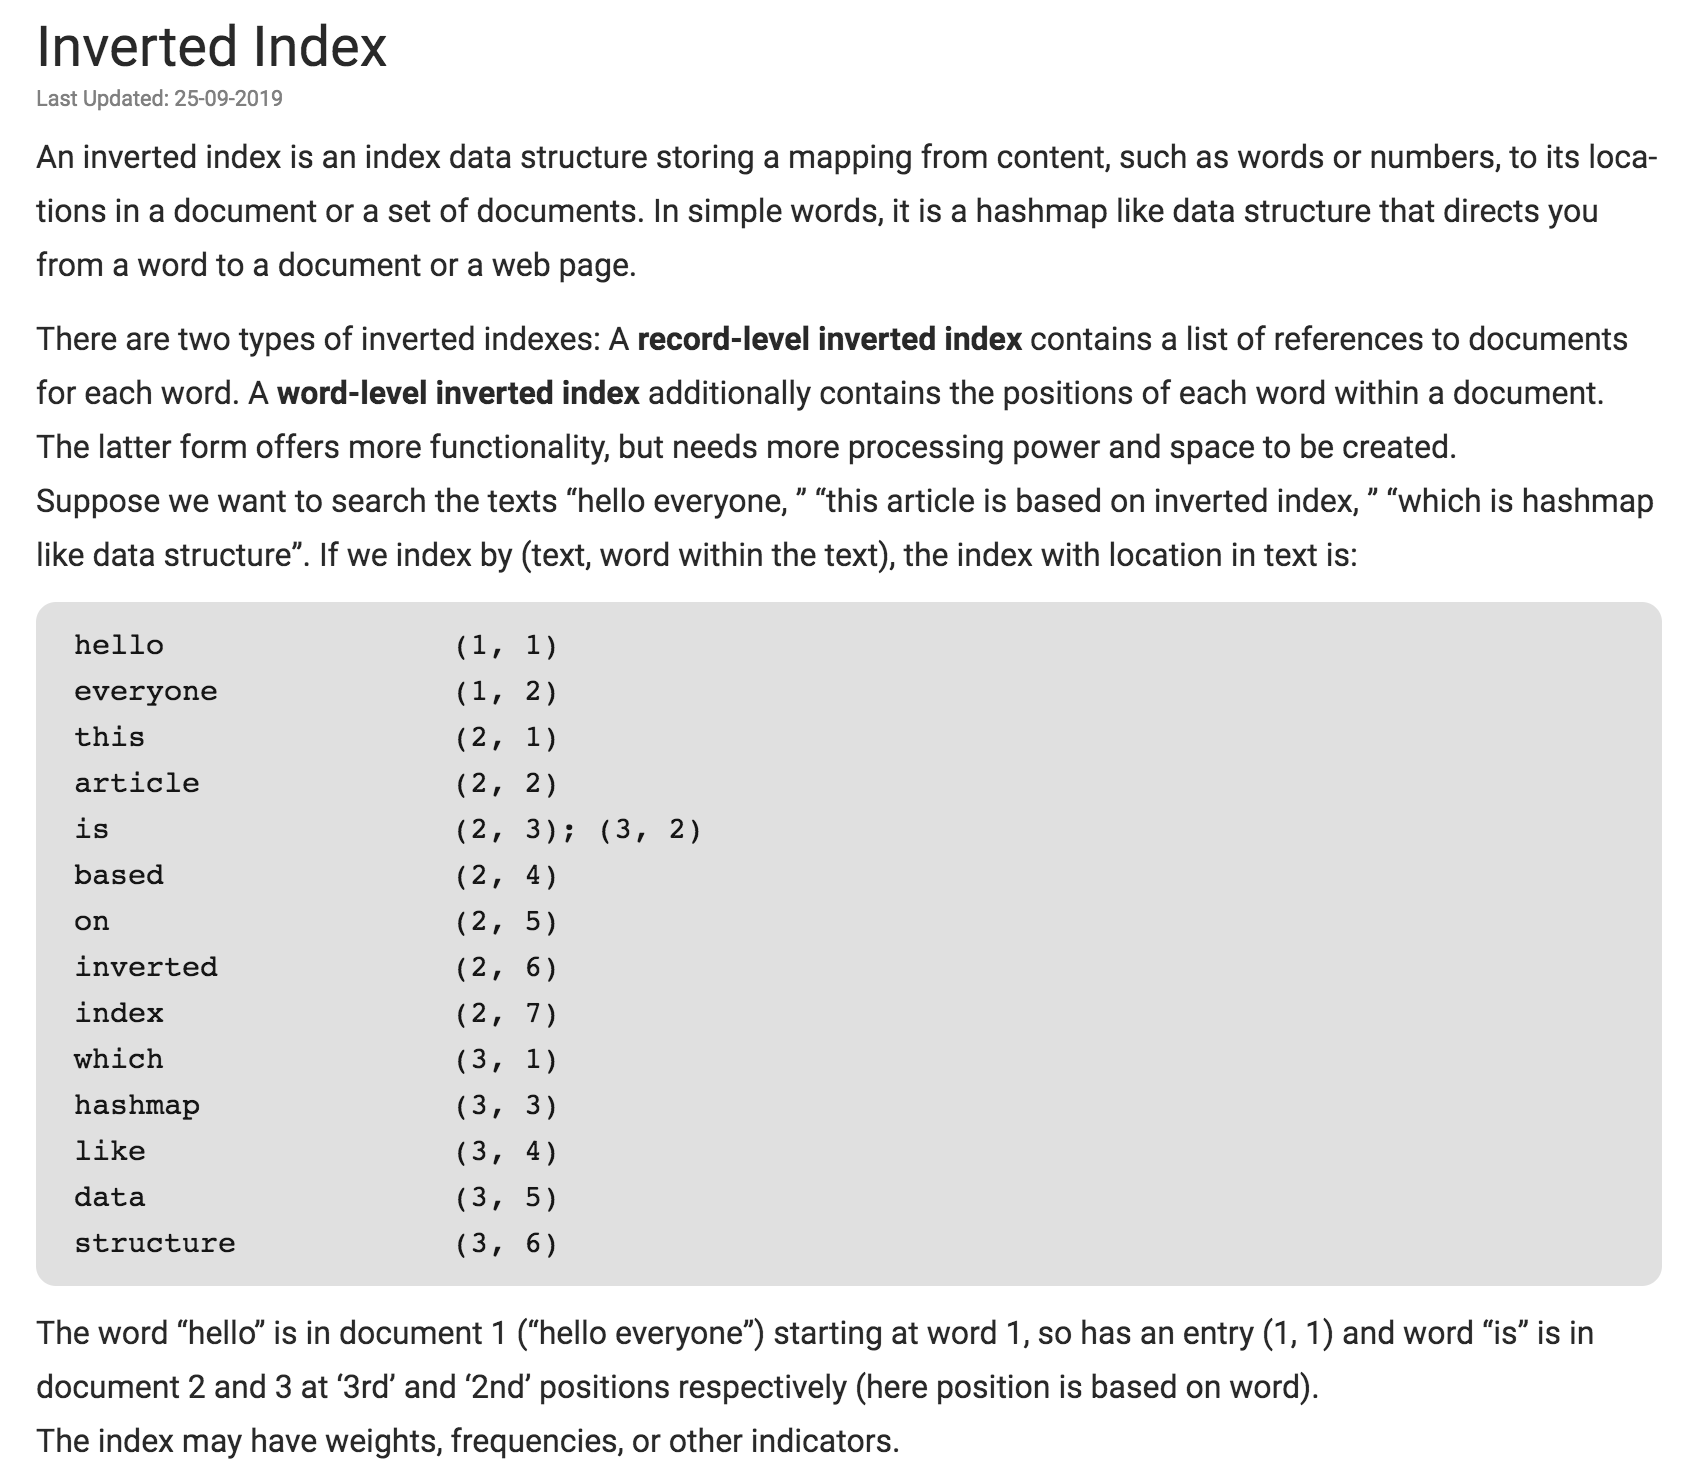 Inverted Index
Last Updated: 25-09-2019
An inverted index is an index data structure storing a mapping from content, such as words or numbers, to its loca-
tions in a document or a set of documents. In simple words, it is a hashmap like data structure that directs you
from a word to a document or a web page.
There are two types of inverted indexes: A record-level inverted index contains a list of references to documents
for each word. A word-level inverted index additionally contains the positions of each word within a document.
The latter form offers more functionality, but needs more processing power and space to be created.
Suppose we want to search the texts “hello everyone, ” “this article is based on inverted index, ” “which is hashmap
like data structure”. If we index by (text, word within the text), the index with location in text is:
hello (1, 1)
everyone (1, 2)
this (2, 1)
article (2, 2)
is (2, 3); (3, 2)
based (2, 4)
on (2, 5)
inverted (2, 6)
index (2, 7)
which (3, 1)
hashmap (3, 3)
like (3, 4)
data (3, 5)
structure (3, 6)
The word “hello” is in document 1 (“hello everyone”) starting at word 1, so has an entry (1, 1) and word “is” is in
document 2 and 3 at ‘3rd’ and ‘2nd’ positions respectively (here position is based on word).
The index may have weights, frequencies, or other indicators.